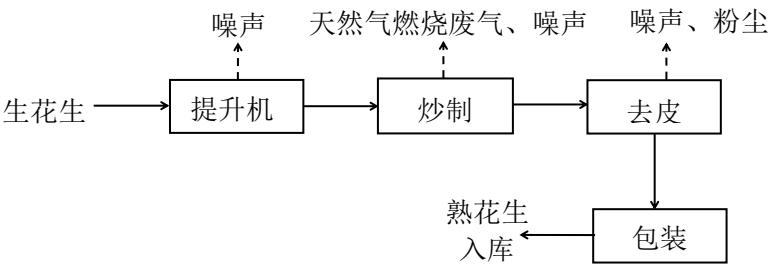 噪声
天然气燃烧废气、噪声
噪声、粉尘
生花生
提升机
炒制
去皮
熟花生
入库
包装